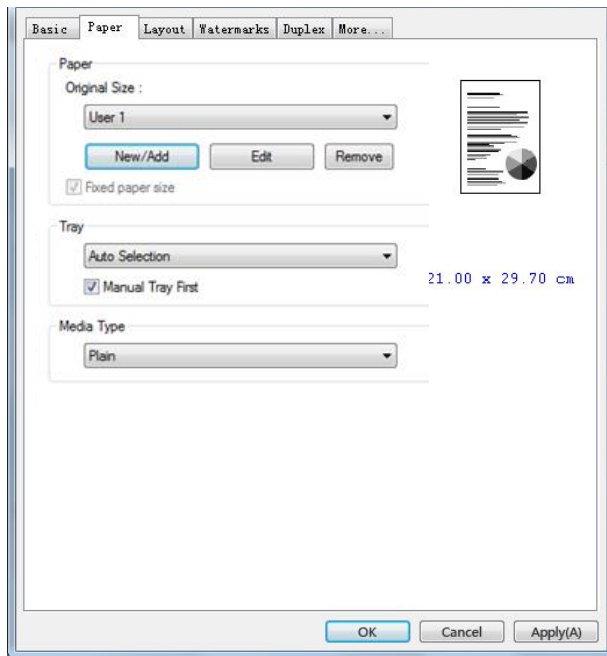 Basic Paper Layout Watermarks Duplex More...
Paper
Original Size :
User 1
New/Add Edit Remove
Fixed paper size
Tray
Auto Selection
Manual Tray First
21.00 x 29.70 cm
Media Type
Plain
OK Cancel Apply(A)